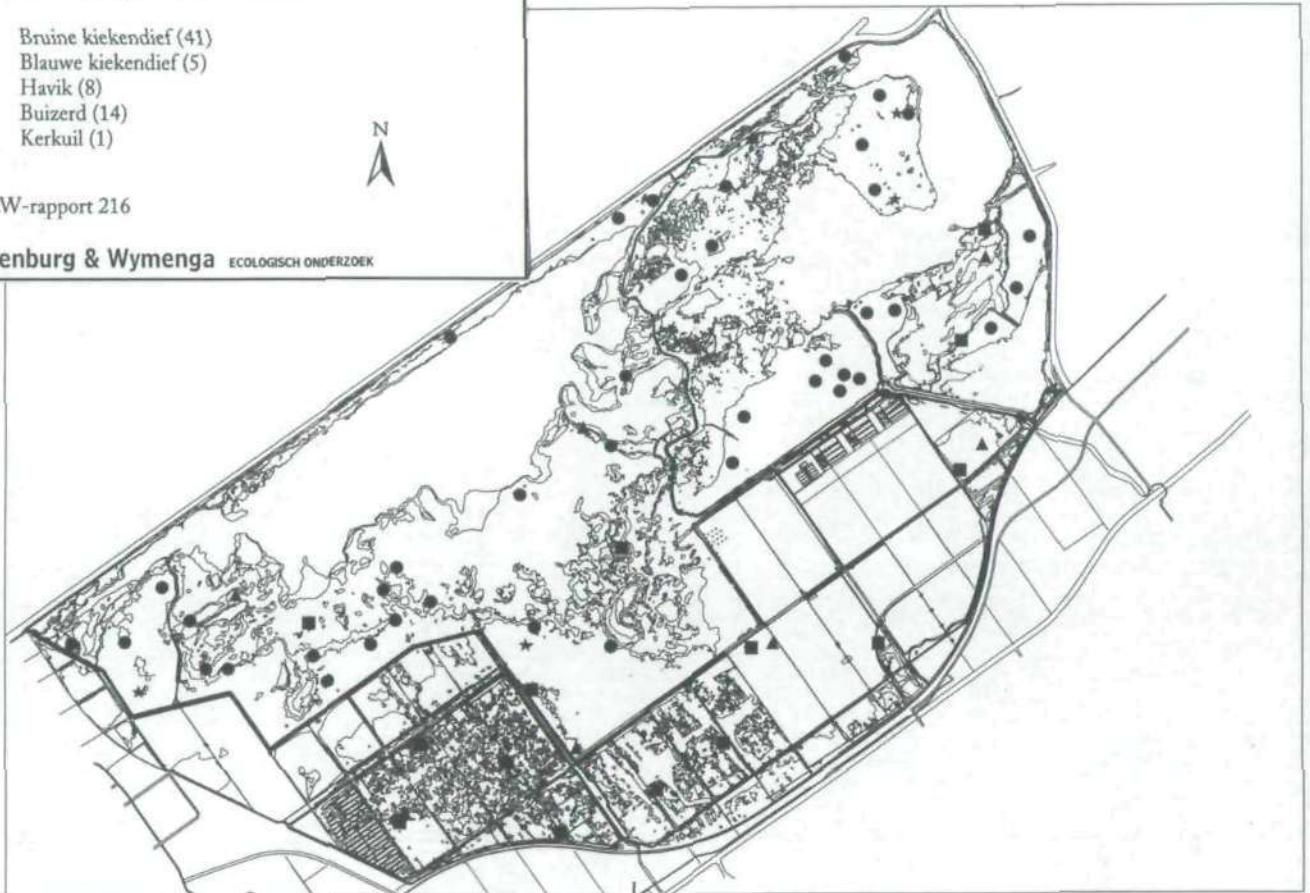 Bruine kiekendief (41)
Blauwe kiekendief (5)
Havik (8)
Buizerd (14)
Kerkuil (1)
N
W-rapport 216
enburg & Wymenga ECOLOGISCH ONDERZOEK